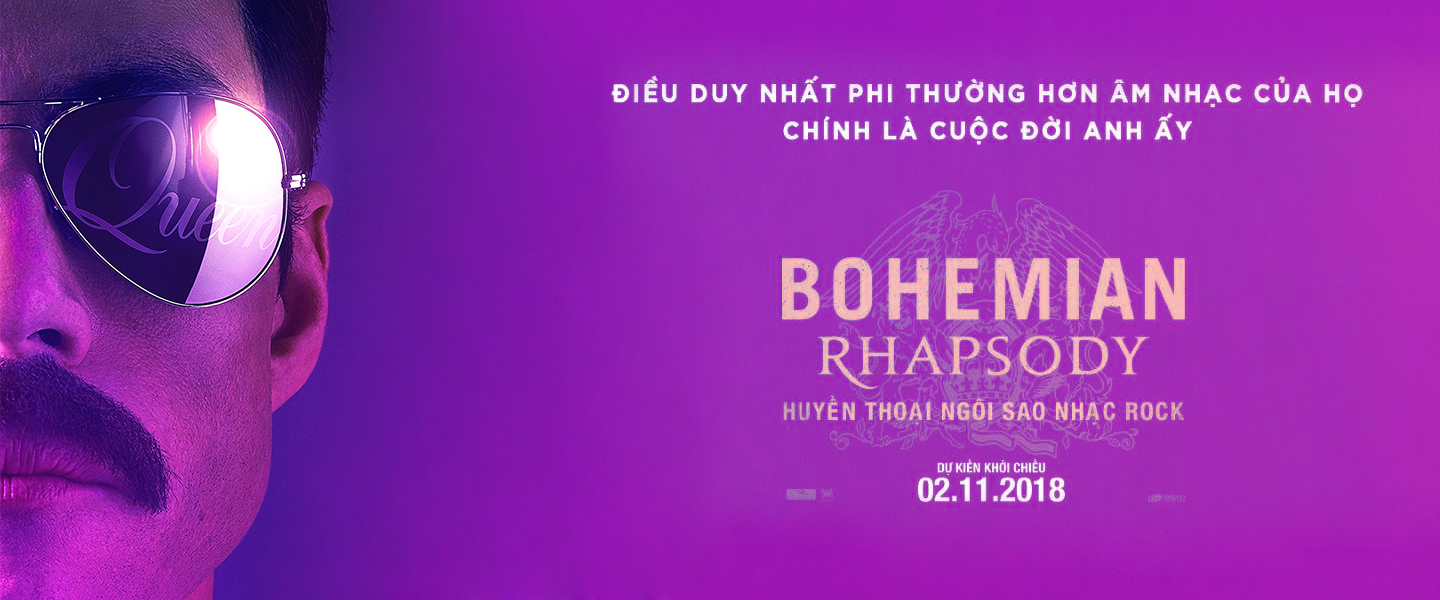 Queen
ĐIỀU DUY NHẤT PHI THƯỜNG HƠN ÂM NHẠC CỦA HỌ
CHÍNH LÀ CUỘC ĐỜI ANH ẤY
BOHEMIAN
RHAPSODY
HUYỀN THOẠI NGÔI SAO NHẠC ROCK
DỰ KIẾN KHỞI CHIẾU
02.11.2018